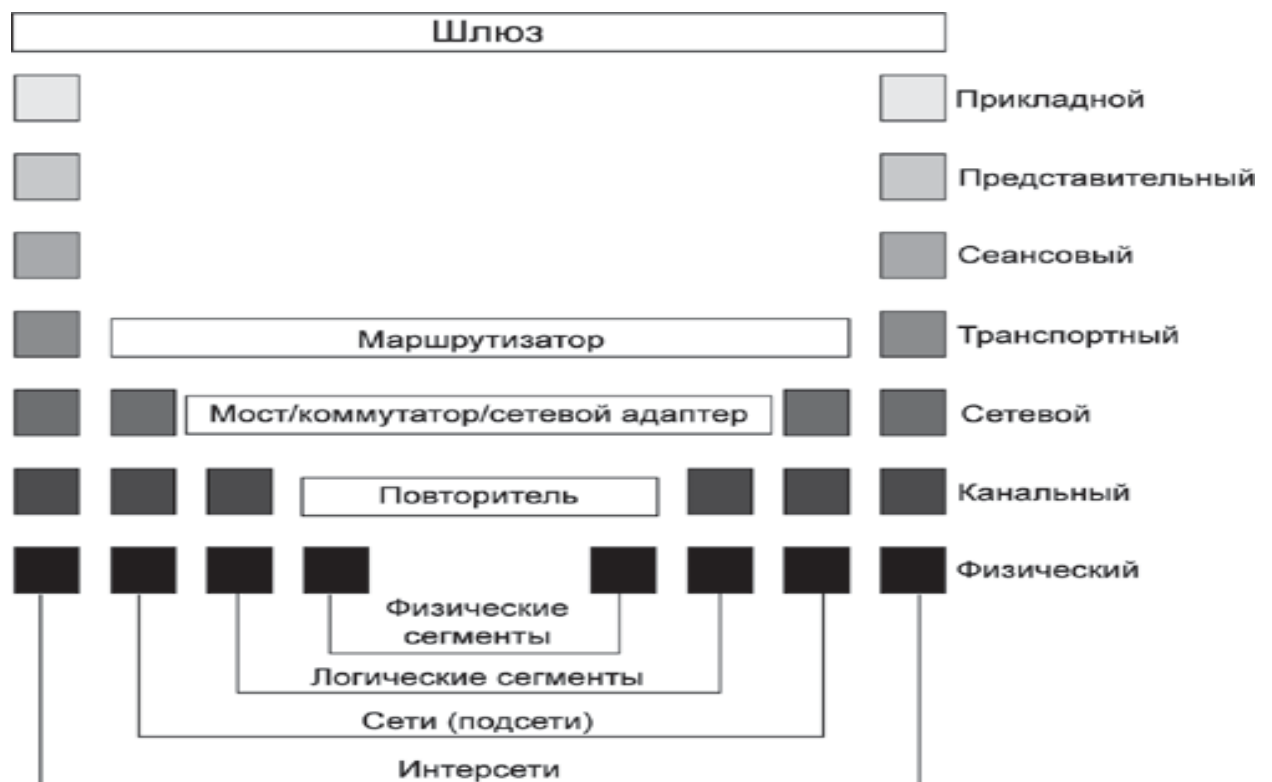 Шлюз
Прикладной
Представительный
Сеансовый
Маршрутизатор
Транспортный
Мост/коммутатор/сетевой адаптер
Сетевой
Повторитель
Канальный
Физический
Физические
сегменты
Логические сегменты
Сети (подсети)
Интерсети